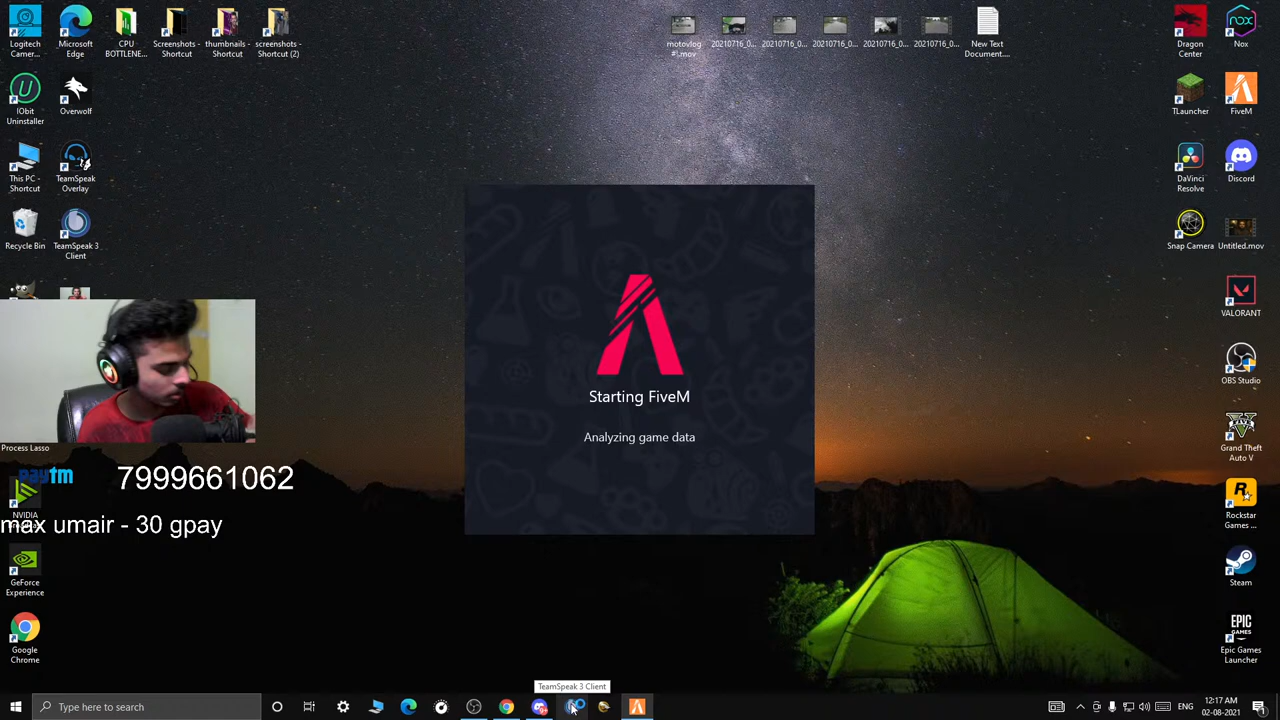 Logitech
Camer...
Microsoft
Edge
CPU
BOTTLENE...
Screenshots -
Shortcut
thumbnails -
Shortcut
screenshots -
Shortcut (2)
motovlog
#1.mov
20210716_0...
20210716_0...
20210716_0...
20210716_0...
20210716_0...
New Text
Document....
Dragon
Center
Nox
IObit
Uninstaller
Overwolf
TLauncher
FiveM
This PC -
Shortcut
TeamSpeak
Overlay
DaVinci
Resolve
Discord
Recycle Bin
TeamSpeak 3
Client
Snap Camera
Untitled.mov
VALORANT
OBS Studio
Starting FiveM
Analyzing game data
Process Lasso
Grand Theft
Auto V
paytm 7999661062
NVIDIA
max umair - 30 gpay
Rockstar
Games ...
GeForce
Experience
Steam
Google
Chrome
EPIC
GAMES
Epic Games
Launcher
TeamSpeak 3 Client
Type here to search
ENG
12:17 AM
02-08-2021
1